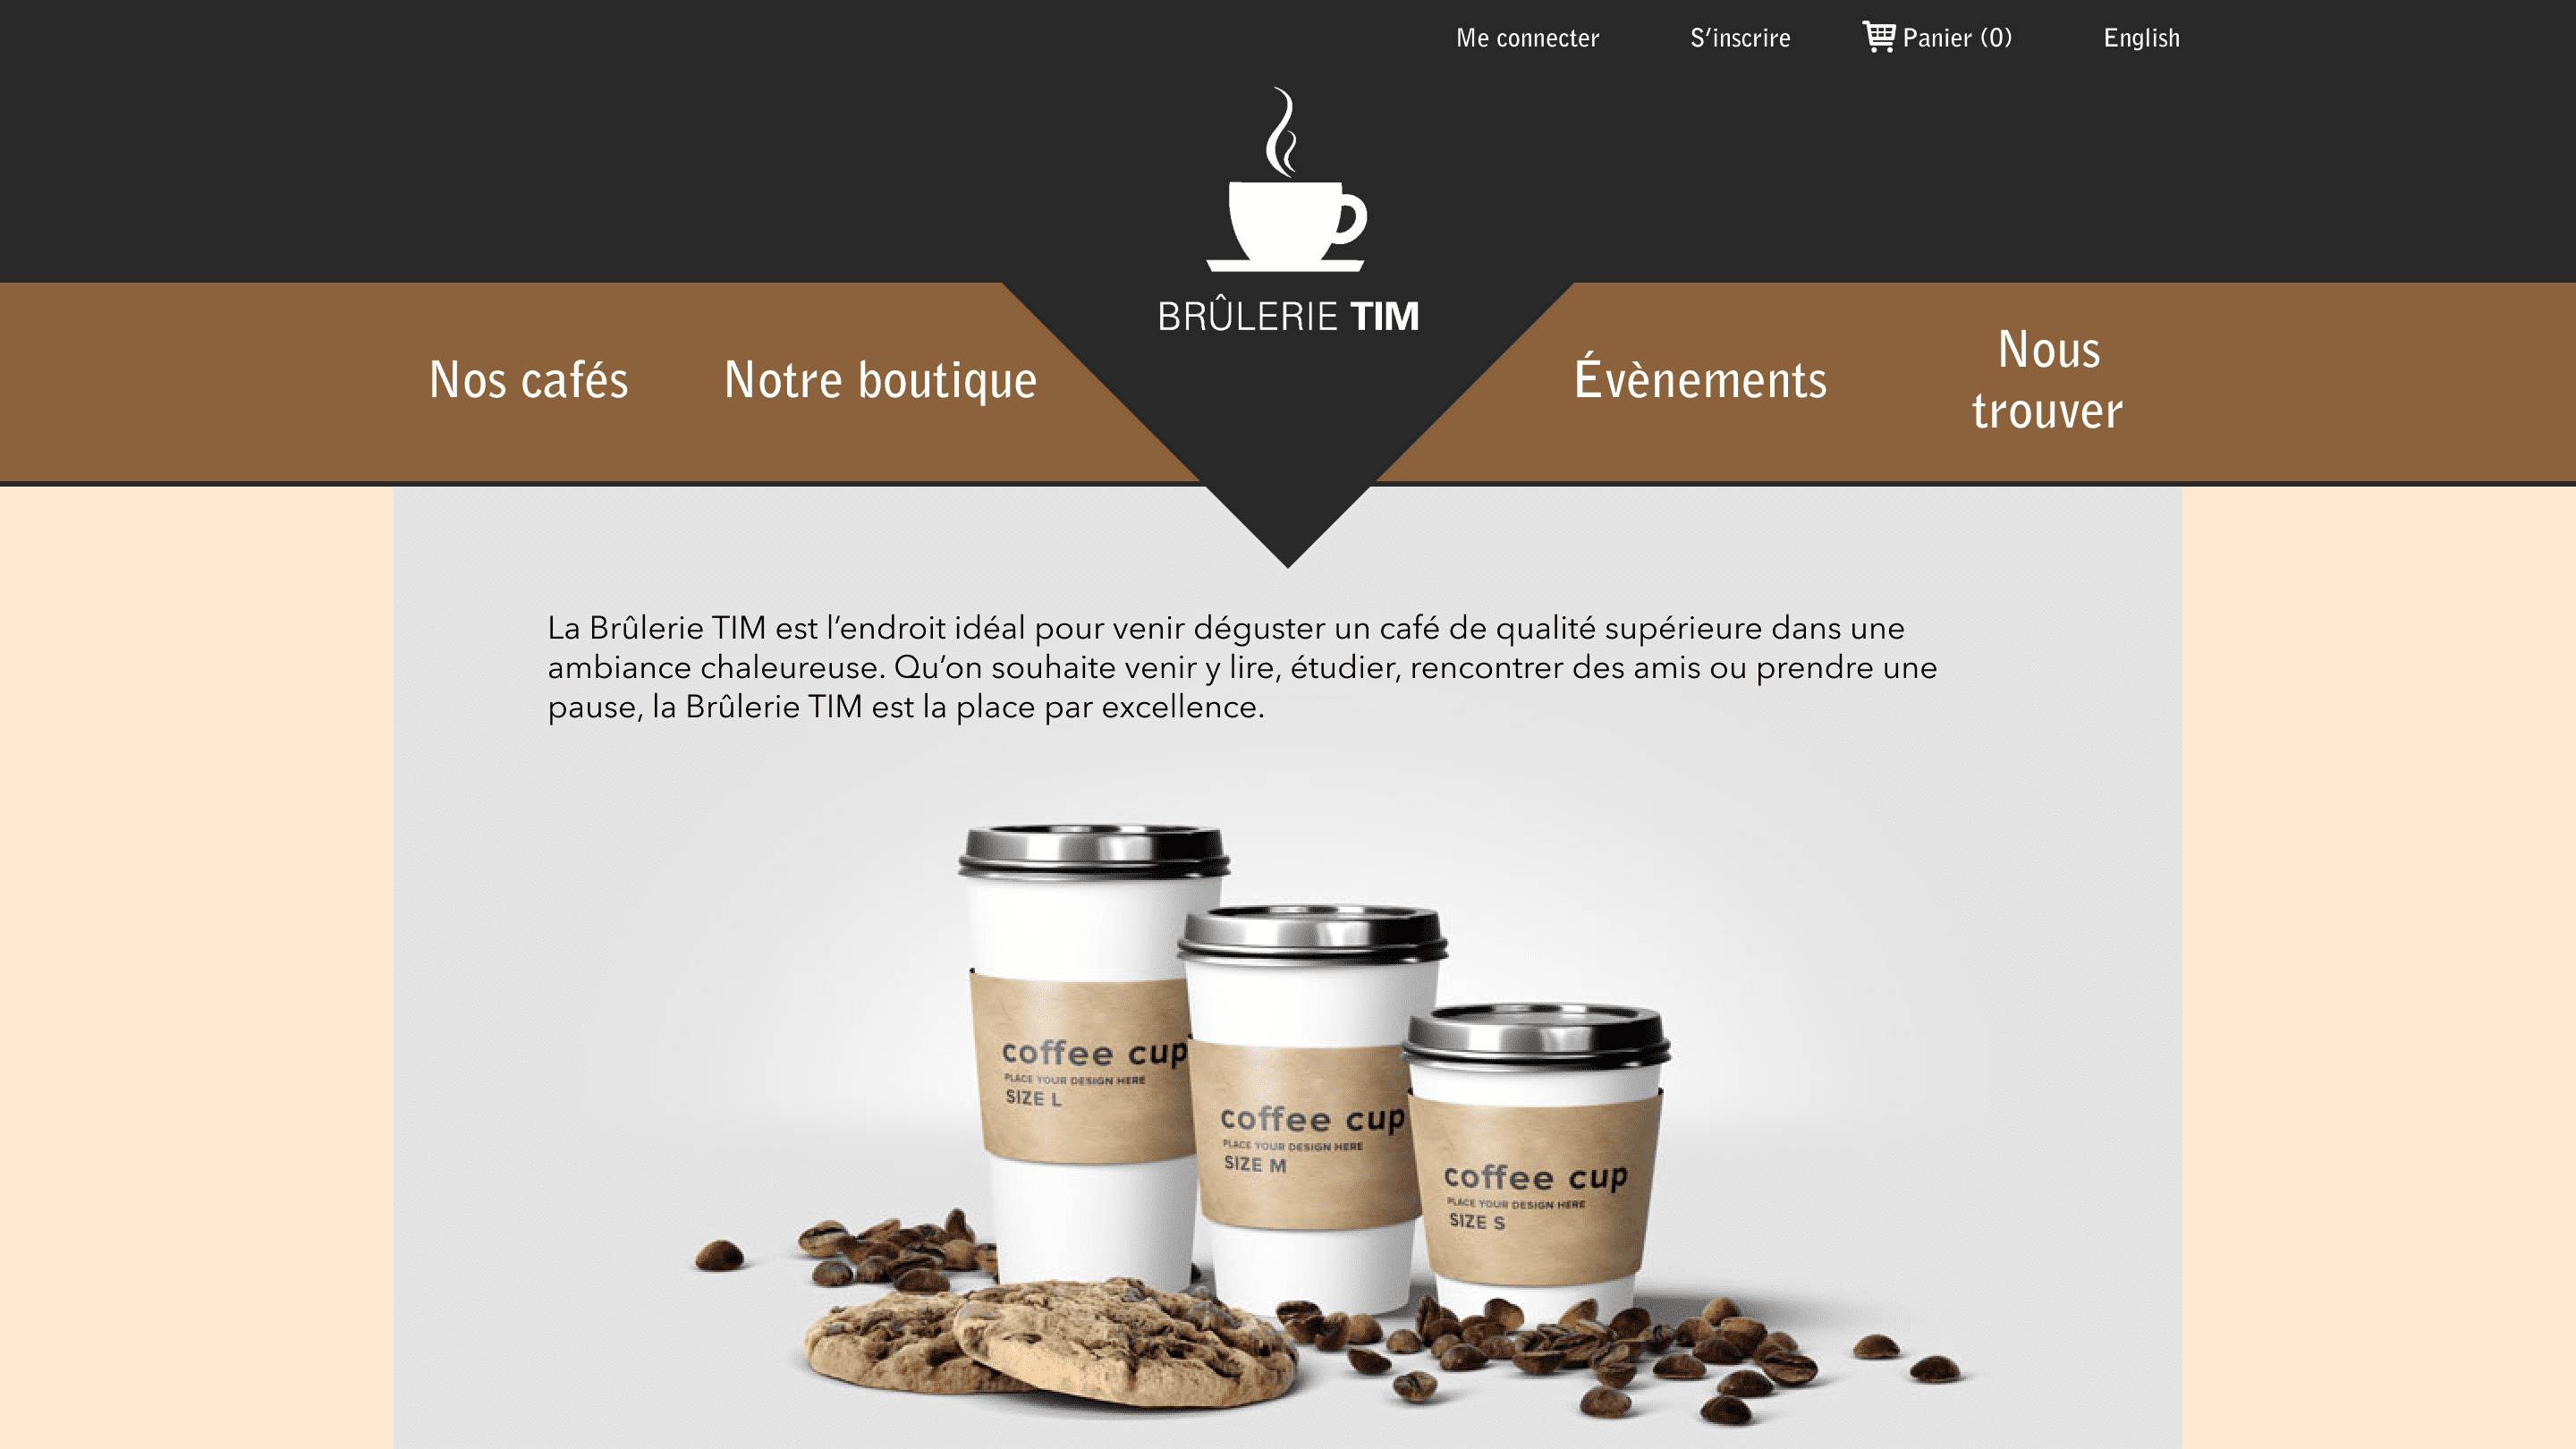 Me connecter
S'inscrire
Panier (0)
English
BRÛLERIE TIM
Nos cafés
Notre boutique
Évènements
Nous
trouver
La Brûlerie TIM est l’endroit idéal pour venir déguster un café de qualité supérieure dans une
ambiance chaleureuse. Qu’on souhaite venir y lire, étudier, rencontrer des amis ou prendre une
pause, la Brûlerie TIM est la place par excellence.
coffee cup
PLACE YOUR DESIGN HERE
SIZE L
coffee cup
PLACE YOUR DESIGN HERE
SIZE M
coffee cup
PLACE YOUR DESIGN HERE
SIZE S